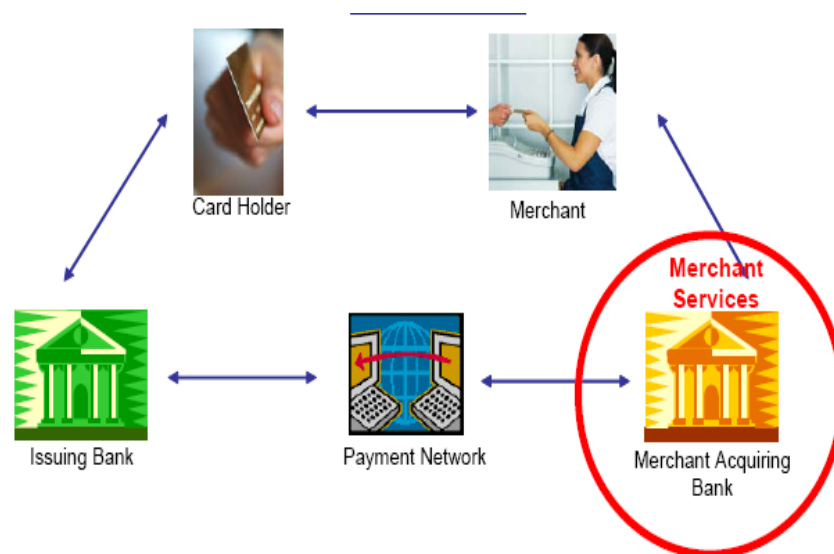 Card Holder
Merchant
Merchant
Services
Issuing Bank
Payment Network
Merchant Acquiring
Bank